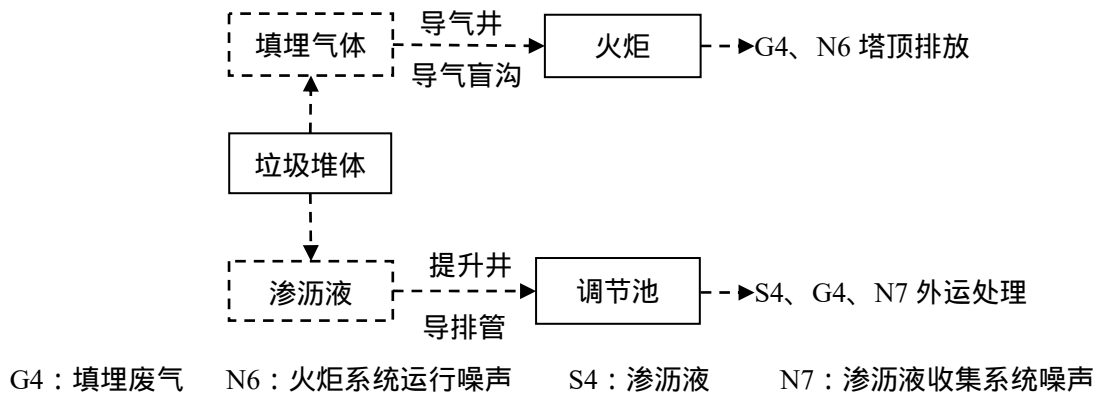 导气井
填埋气体
火炬
G4、N6 塔顶排放
导气盲沟
垃圾堆体
提升井
渗沥液
调节池
S4、G4、N7 外运处理
导排管
G4：填埋废气 N6：火炬系统运行噪声 S4：渗沥液 N7：渗沥液收集系统噪声